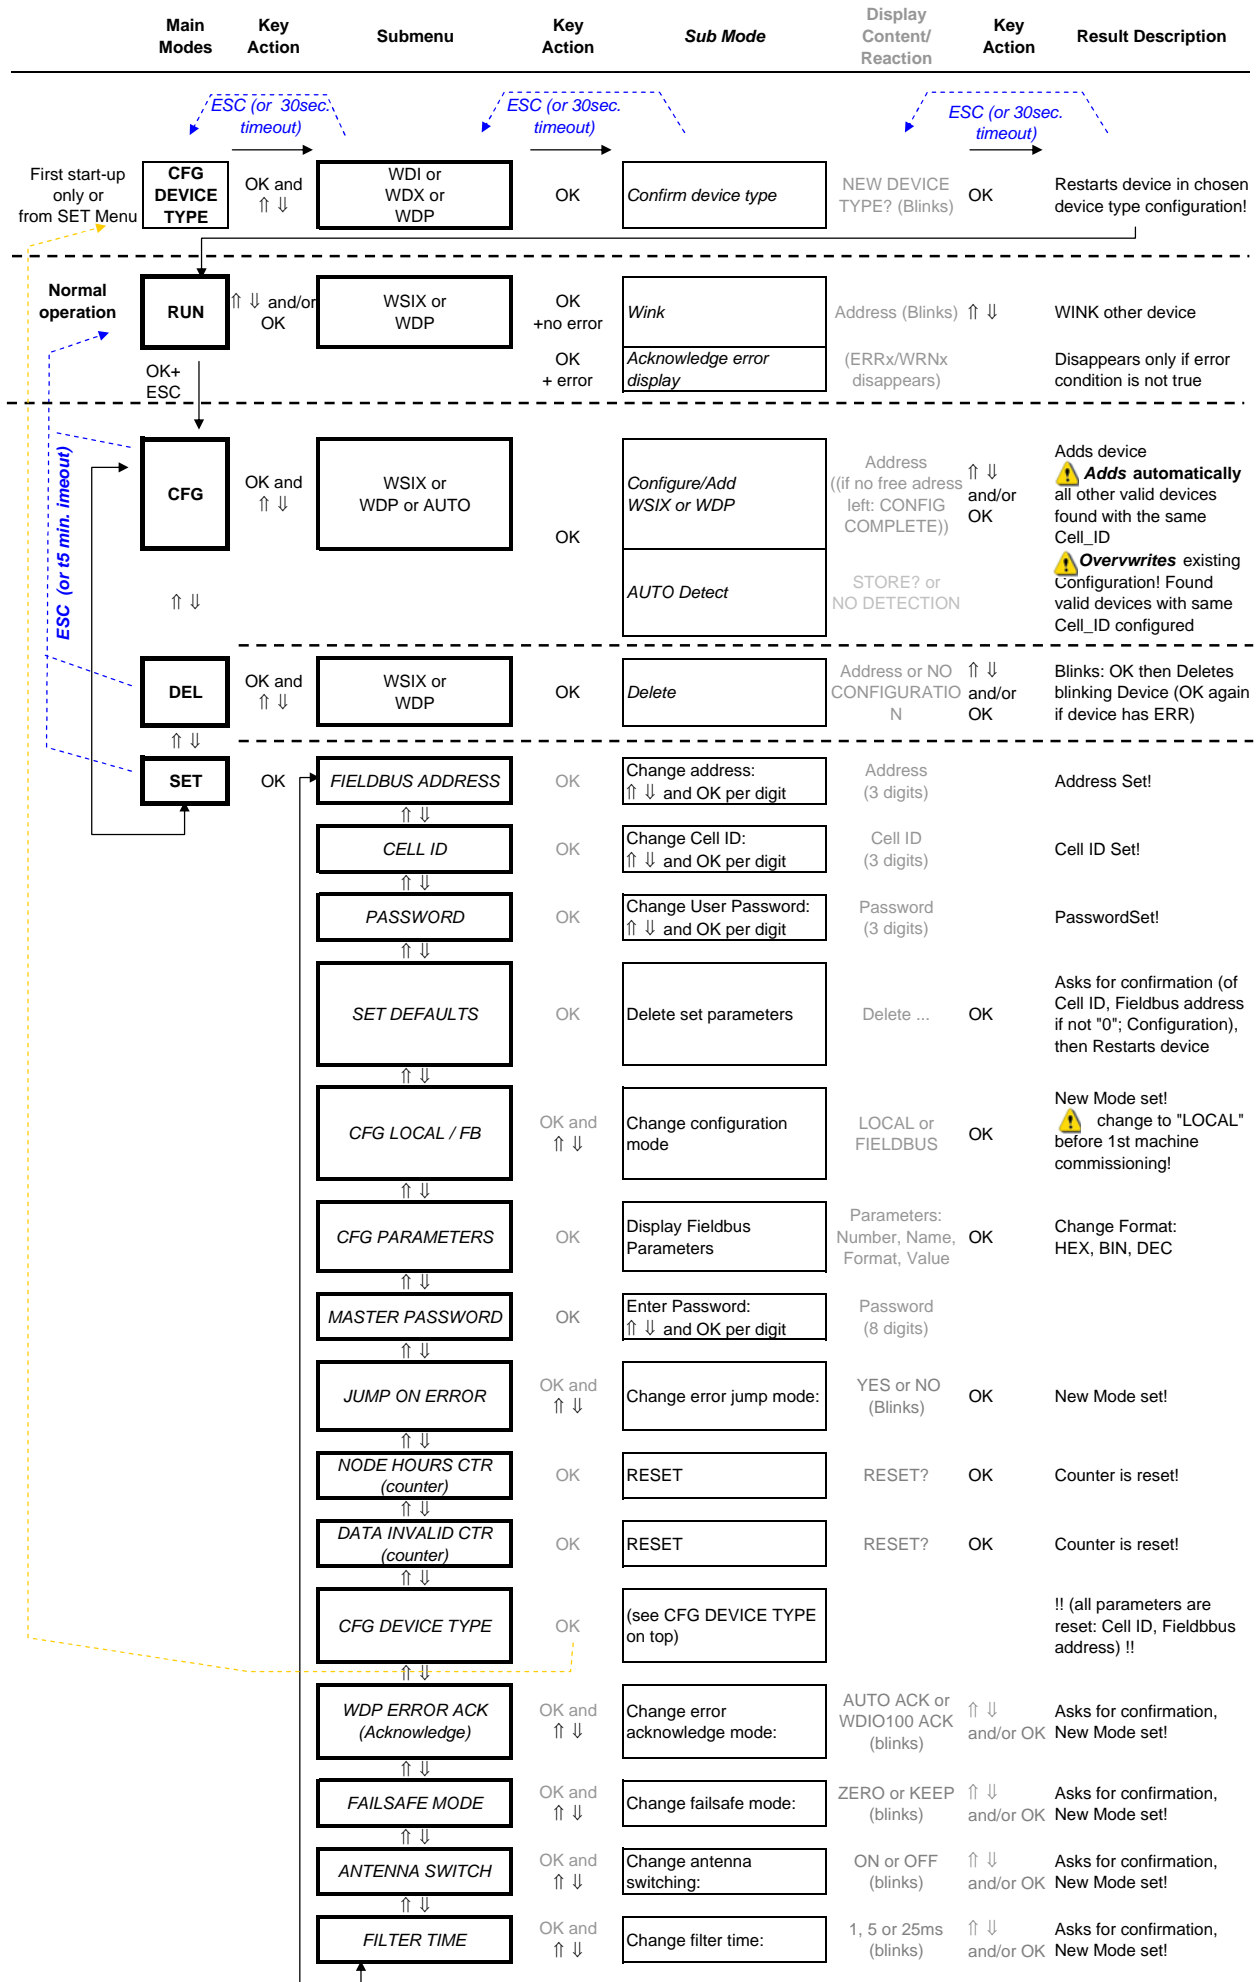 Main Modes
Key Action
Submenu
Key Action
Sub Mode
Display Content/ Reaction
Key Action
Result Description
ESC (or 30sec. timeout)
ESC (or 30sec. timeout)
ESC (or 30sec. timeout)
First start-up
only or
from SET Menu
CFG
DEVICE
TYPE
OK and
⇑ ⇓
WDI or
WDX or
WDP
OK
Confirm device type
NEW DEVICE
TYPE? (Blinks)
OK
Restarts device in chosen
device type configuration!
Normal
operation
RUN
⇑ ⇓ and/or
OK
WSIX or
WDP
OK
+no error
Wink
Address (Blinks)
⇑ ⇓
WINK other device
OK
+ error
Acknowledge error
display
(ERRx/WRNx
disappears)
Disappears only if error
condition is not true
OK+
ESC
ESC (or t5 min. imeout)
CFG
OK and
⇑ ⇓
WSIX or
WDP or AUTO
OK
Configure/Add
WSIX or WDP
Address
((if no free adress
left: CONFIG
COMPLETE))
⇑ ⇓
and/or
OK
Adds device
Adds automatically
all other valid devices
found with the same
Cell_ID
AUTO Detect
STORE? or
NO DETECTION
Overvwrites existing
Configuration! Found
valid devices with same
Cell_ID configured
⇑ ⇓
DEL
OK and
⇑ ⇓
WSIX or
WDP
OK
Delete
Address or NO
CONFIGURATIO
N
⇑ ⇓
and/or
OK
Blinks: OK then Deletes
blinking Device (OK again
if device has ERR)
⇑ ⇓
SET
OK
FIELDBUS ADDRESS
OK
Change address:
⇑ ⇓ and OK per digit
Address
(3 digits)
Address Set!
⇑ ⇓
CELL ID
OK
Change Cell ID:
⇑ ⇓ and OK per digit
Cell ID
(3 digits)
Cell ID Set!
⇑ ⇓
PASSWORD
OK
Change User Password:
⇑ ⇓ and OK per digit
Password
(3 digits)
PasswordSet!
⇑ ⇓
SET DEFAULTS
OK
Delete set parameters
Delete ...
OK
Asks for confirmation (of
Cell ID, Fieldbus address
if not "0"; Configuration),
then Restarts device
⇑ ⇓
CFG LOCAL / FB
OK and
⇑ ⇓
Change configuration
mode
LOCAL or
FIELDBUS
OK
New Mode set!
change to "LOCAL"
before 1st machine
commissioning!
⇑ ⇓
CFG PARAMETERS
OK
Display Fieldbus
Parameters
Parameters:
Number, Name,
Format, Value
OK
Change Format:
HEX, BIN, DEC
⇑ ⇓
MASTER PASSWORD
OK
Enter Password:
⇑ ⇓ and OK per digit
Password
(8 digits)
⇑ ⇓
JUMP ON ERROR
OK and
⇑ ⇓
Change error jump mode:
YES or NO
(Blinks)
OK
New Mode set!
⇑ ⇓
NODE HOURS CTR
(counter)
OK
RESET
RESET?
OK
Counter is reset!
⇑ ⇓
DATA INVALID CTR
(counter)
OK
RESET
RESET?
OK
Counter is reset!
⇑ ⇓
CFG DEVICE TYPE
OK
(see CFG DEVICE TYPE
on top)
!! (all parameters are
reset: Cell ID, Fieldbbus
address) !!
⇑ ⇓
WDP ERROR ACK
(Acknowledge)
OK and
⇑ ⇓
Change error
acknowledge mode:
AUTO ACK or
WDIO100 ACK
(blinks)
⇑ ⇓
and/or OK
Asks for confirmation,
New Mode set!
⇑ ⇓
FAILSAFE MODE
OK and
⇑ ⇓
Change failsafe mode:
ZERO or KEEP
(blinks)
⇑ ⇓
and/or OK
Asks for confirmation,
New Mode set!
⇑ ⇓
ANTENNA SWITCH
OK and
⇑ ⇓
Change antenna
switching:
ON or OFF
(blinks)
⇑ ⇓
and/or OK
Asks for confirmation,
New Mode set!
⇑ ⇓
FILTER TIME
OK and
⇑ ⇓
Change filter time:
1, 5 or 25ms
(blinks)
⇑ ⇓
and/or OK
Asks for confirmation,
New Mode set!